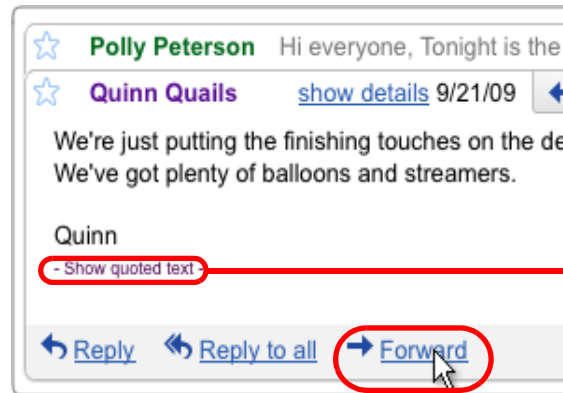 Polly Peterson Hi everyone, Tonight is the
Quinn Quails show details 9/21/09
We're just putting the finishing touches on the de
We've got plenty of balloons and streamers.
Quinn
- Show quoted text -
Reply Reply to all Forward